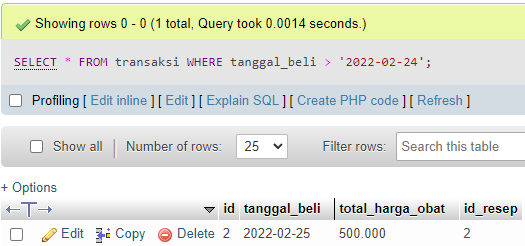 Showing rows 0 - 0 (1 total, Query took 0.0014 seconds.)
SELECT * FROM transaksi WHERE tanggal_beli > '2022-02-24';
Profiling [ Edit inline ] [ Edit ] [ Explain SQL ] [ Create PHP code ] [ Refresh ]
Show all Number of rows: 25 Filter rows: Search this table
+ Options
←T→ id tanggal_beli total_harga_obat id_resep
Edit Copy Delete 2 2022-02-25 500.000 2